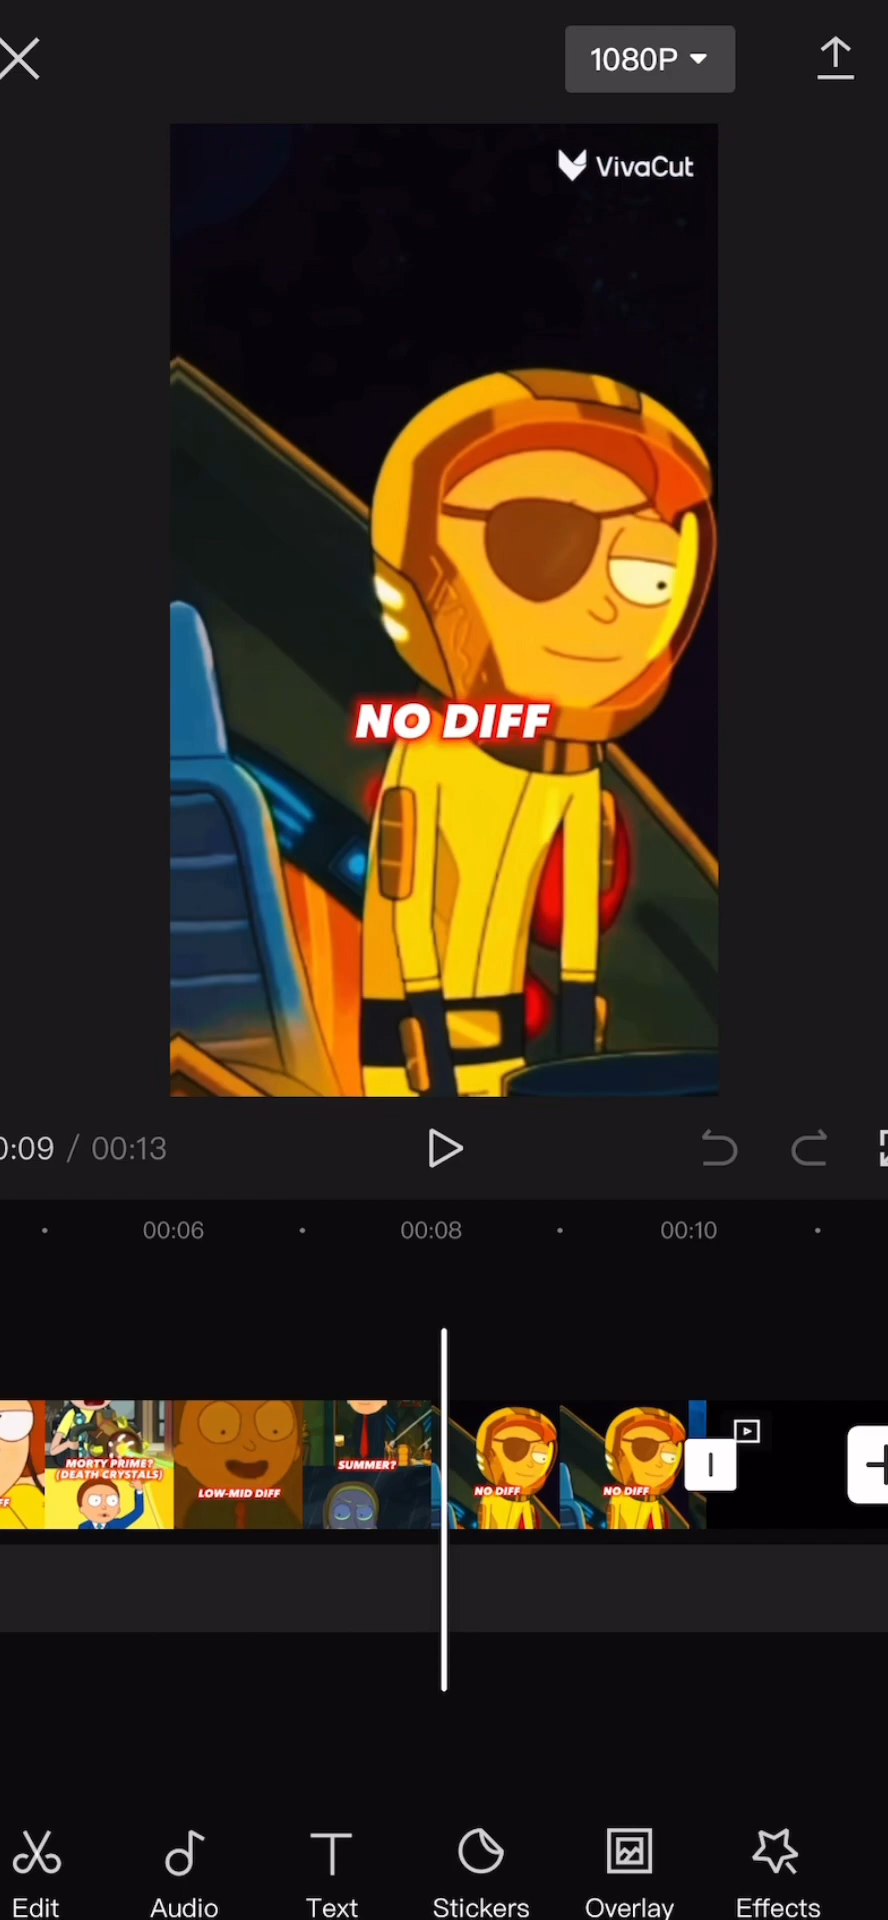 1080P
VivaCut
NO DIFF
0:09 / 00:13
00:06
00:08
00:10
MORTY PRIME?
(DEATH CRYSTALS)
LOW-MID DIFF
SUMMER?
NO DIFF
NO DIFF
Edit
Audio
Text
Stickers
Overlay
Effects